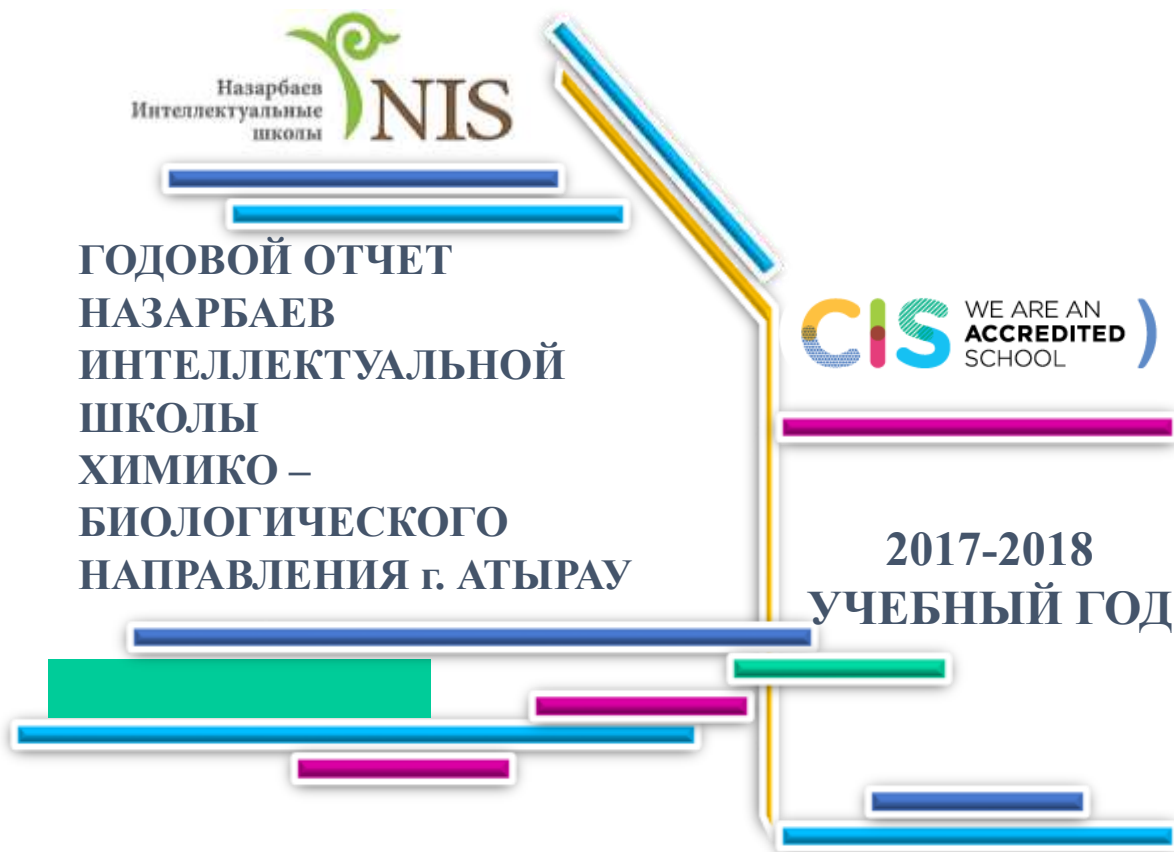 Назарбаев
Интеллектуальные
школы
NIS
ГОДОВОЙ ОТЧЕТ
НАЗАРБАЕВ
ИНТЕЛЛЕКТУАЛЬНОЙ
ШКОЛЫ
ХИМИКО –
БИОЛОГИЧЕСКОГО
НАПРАВЛЕНИЯ г. АТЫРАУ
CIS
WE ARE AN
ACCREDITED
SCHOOL
2017-2018
УЧЕБНЫЙ ГОД